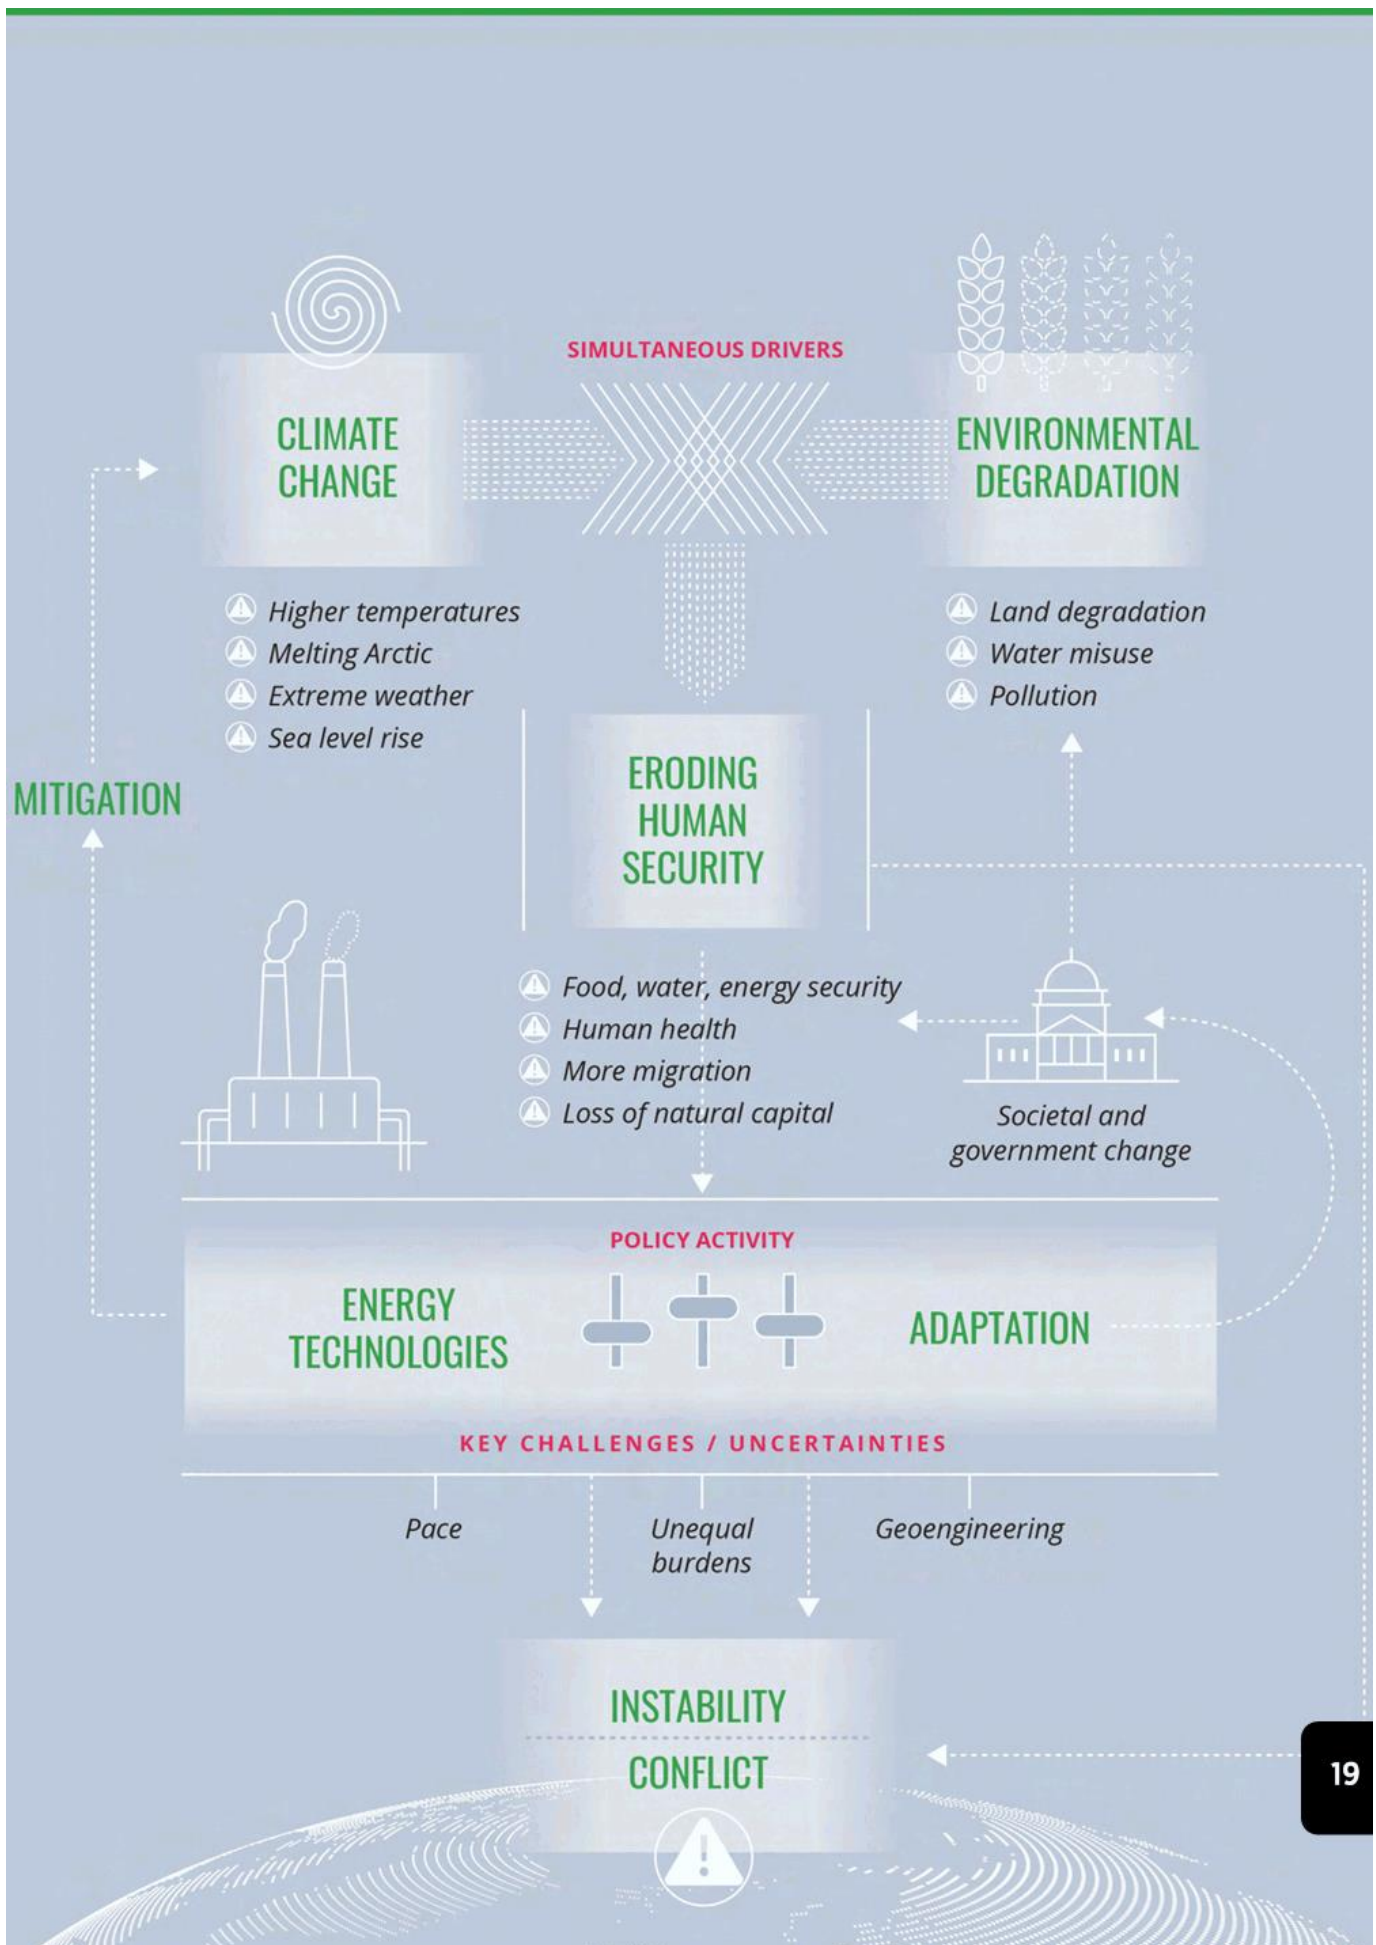 SIMULTANEOUS DRIVERS
CLIMATE
CHANGE
ENVIRONMENTAL
DEGRADATION
Higher temperatures
Melting Arctic
Extreme weather
Sea level rise
Land degradation
Water misuse
Pollution
MITIGATION
ERODING
HUMAN
SECURITY
Food, water, energy security
Human health
More migration
Loss of natural capital
Societal and
government change
POLICY ACTIVITY
ENERGY
TECHNOLOGIES
ADAPTATION
KEY CHALLENGES / UNCERTAINTIES
Pace
Unequal
burdens
Geoengineering
INSTABILITY
CONFLICT
19